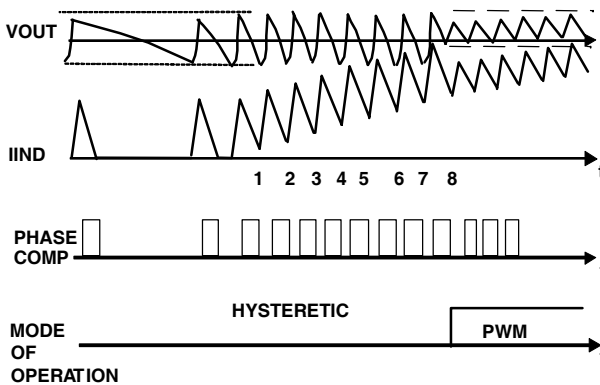 VOUT
IIND
t
1 2 3 4 5 6 7 8
PHASE
COMP
HYSTERETIC
PWM
MODE
OF
OPERATION